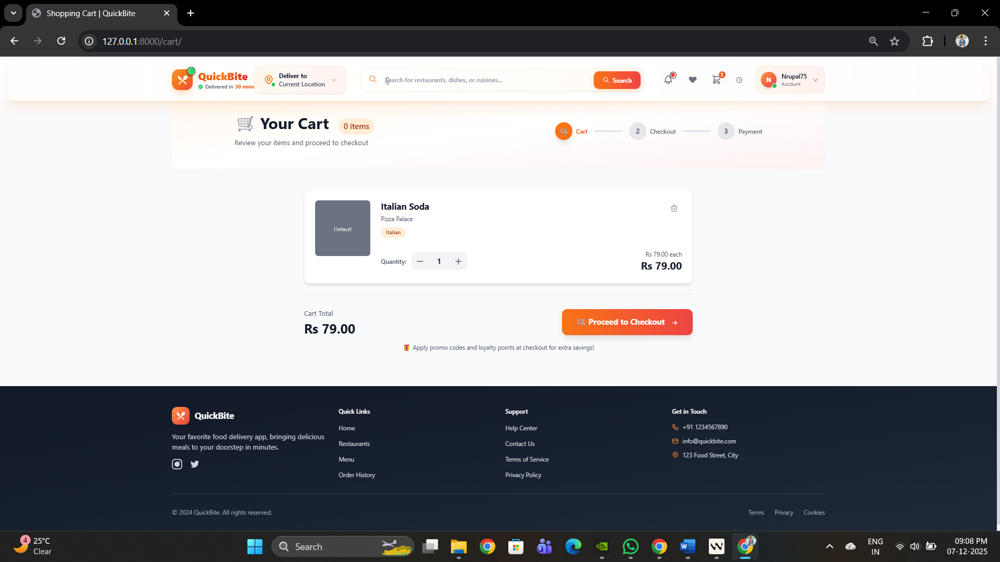 Shopping Cart | QuickBite
127.0.0.1:8000/cart/
QuickBite
Delivered in 30 mins
Deliver to
Current Location
Search for restaurants, dishes, or cuisines...
Search
1
N
Nrupal75
Account
Your Cart
0 items
Review your items and proceed to checkout
Cart
2
Checkout
3
Payment
Default
Italian Soda
Pizza Palace
Italian
Quantity:
1
Rs 79.00 each
Rs 79.00
Cart Total
Rs 79.00
Proceed to Checkout →
Apply promo codes and loyalty points at checkout for extra savings!
QuickBite
Your favorite food delivery app, bringing delicious
meals to your doorstep in minutes.
Quick Links
Home
Restaurants
Menu
Order History
Support
Help Center
Contact Us
Terms of Service
Privacy Policy
Get in Touch
+91 1234567890
info@quickbite.com
123 Food Street, City
© 2024 QuickBite. All rights reserved.
Terms
Privacy
Cookies
4
25°C
Clear
Search
ENG
IN
09:08 PM
07-12-2025